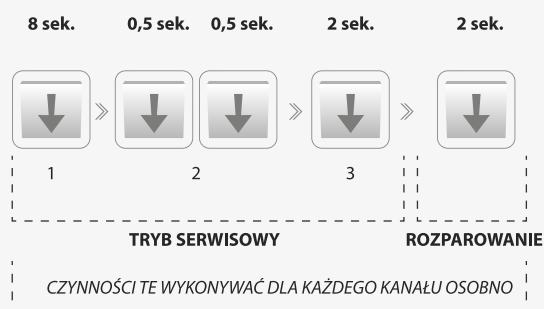 8 sek. 0,5 sek. 0,5 sek. 2 sek. 2 sek.
1 2 3
TRYB SERWISOWY ROZPAROWANIE
CZYNNOŚCI TE WYKONYWAĆ DLA KAŻDEGO KANAŁU OSOBNO